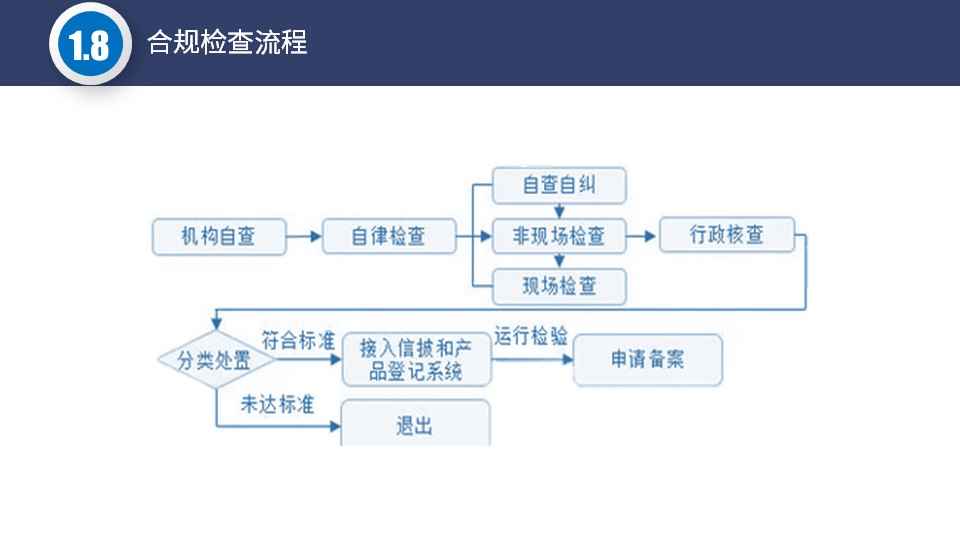 1.8
合规检查流程
自查自纠
机构自查
自律检查
非现场检查
行政核查
现场检查
符合标准
运行检验
分类处置
接入信披和产
品登记系统
申请备案
未达标准
退出